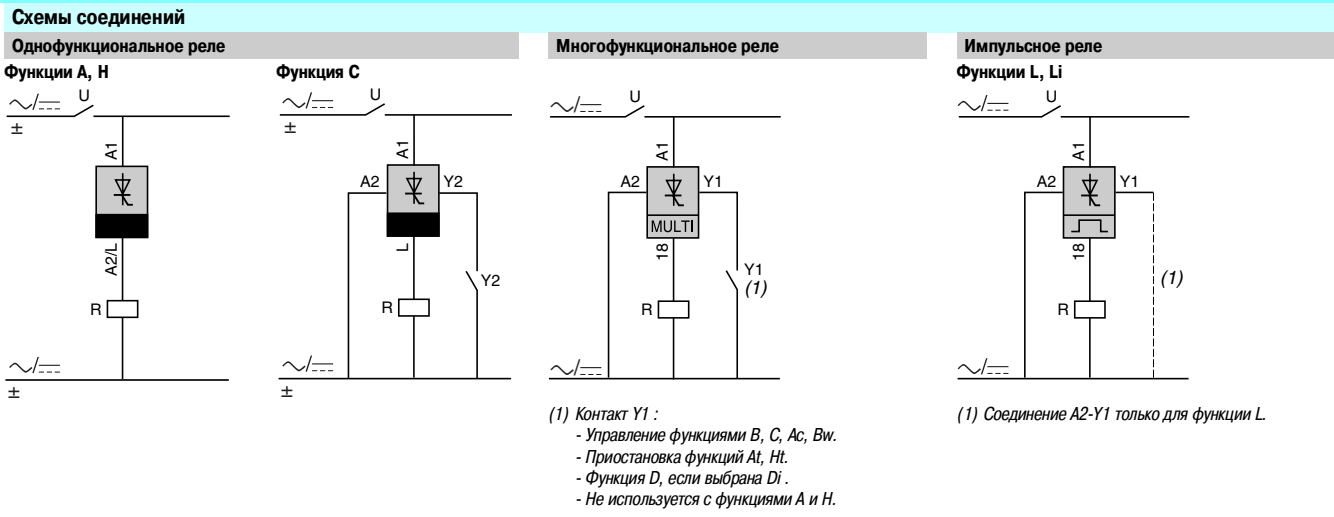 Схемы соединений
Однофункциональное реле
Функции A, H
U
±
A1
A2/L
R
±
Функция C
U
±
A1
A2
Y2
L
Y2
R
±
Многофункциональное реле
U
A1
A2
Y1
MULTI
18
Y1
(1)
R
(1) Контакт Y1 :
- Управление функциями B, C, Ac, Bw.
- Приостановка функций At, Ht.
- Функция D, если выбрана Di .
- Не используется с функциями A и H.
Импульсное реле
Функции L, Li
U
A1
A2
Y1
18
(1)
R
(1) Соединение A2-Y1 только для функции L.